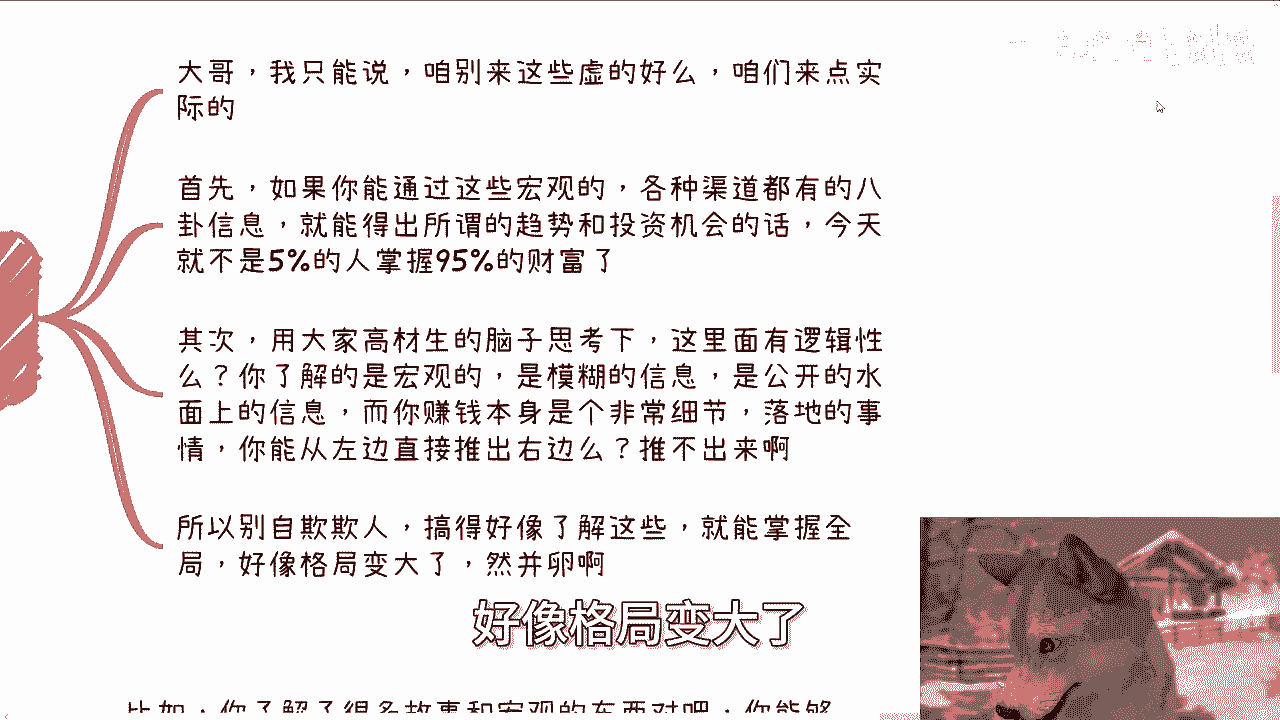 大哥，我只能说，咱别来这些虚的好么，咱们来点实
际的
首先，如果你能通过这些宏观的，各种渠道都有的八
卦信息，就能得出所谓的趋势和投资机会的话，今天
就不是5%的人掌握95%的财富了
其次，用大家高材生的脑子思考下，这里面有逻辑性
么？你了解的是宏观的，是模糊的信息，是公开的水
面上的信息，而你赚钱本身是个非常细节，落地的事
情，你能从左边直接推出右边么？推不出来啊
所以别自欺欺人，搞得好像了解这些，就能掌握全
局，好像格局变大了，然并卵啊
好像格局变大了
比如，你了解了很多故事和宏观的东西对吧，你能够